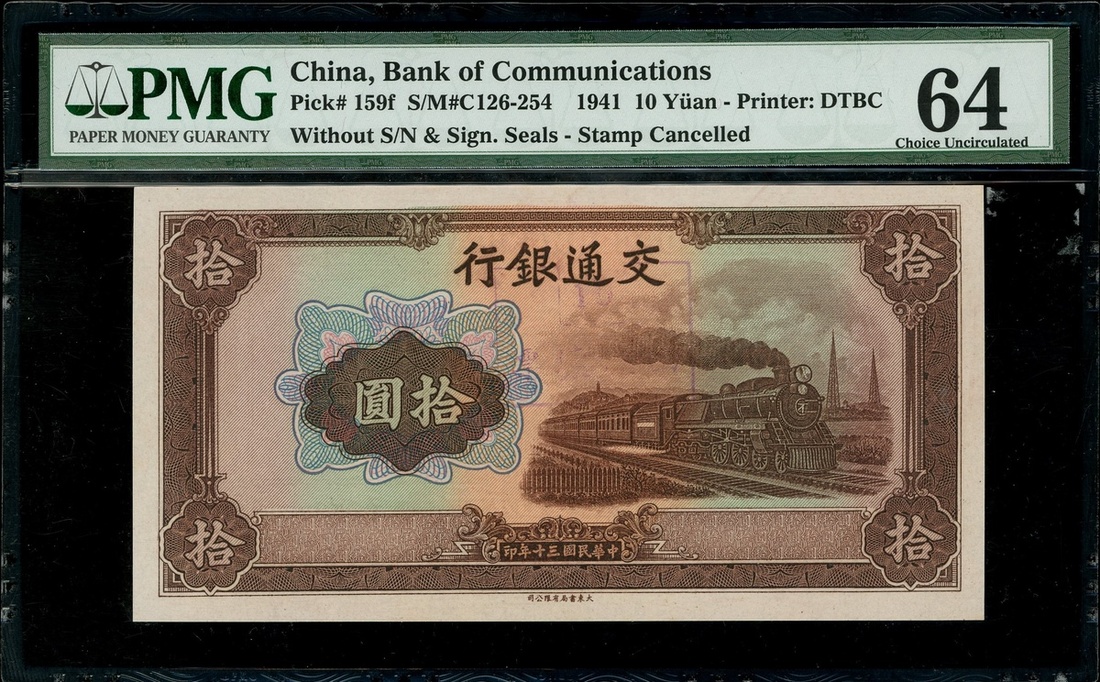 PMG
PAPER MONEY GUARANTY
China, Bank of Communications
Pick# 159f S/M#C126-254 1941 10 Yüan - Printer: DTBC
Without S/N & Sign. Seals - Stamp Cancelled
64
Choice Uncirculated
行銀通交
拾
拾
圓拾
拾
拾
印年十三國民華中
司公限有局書東大